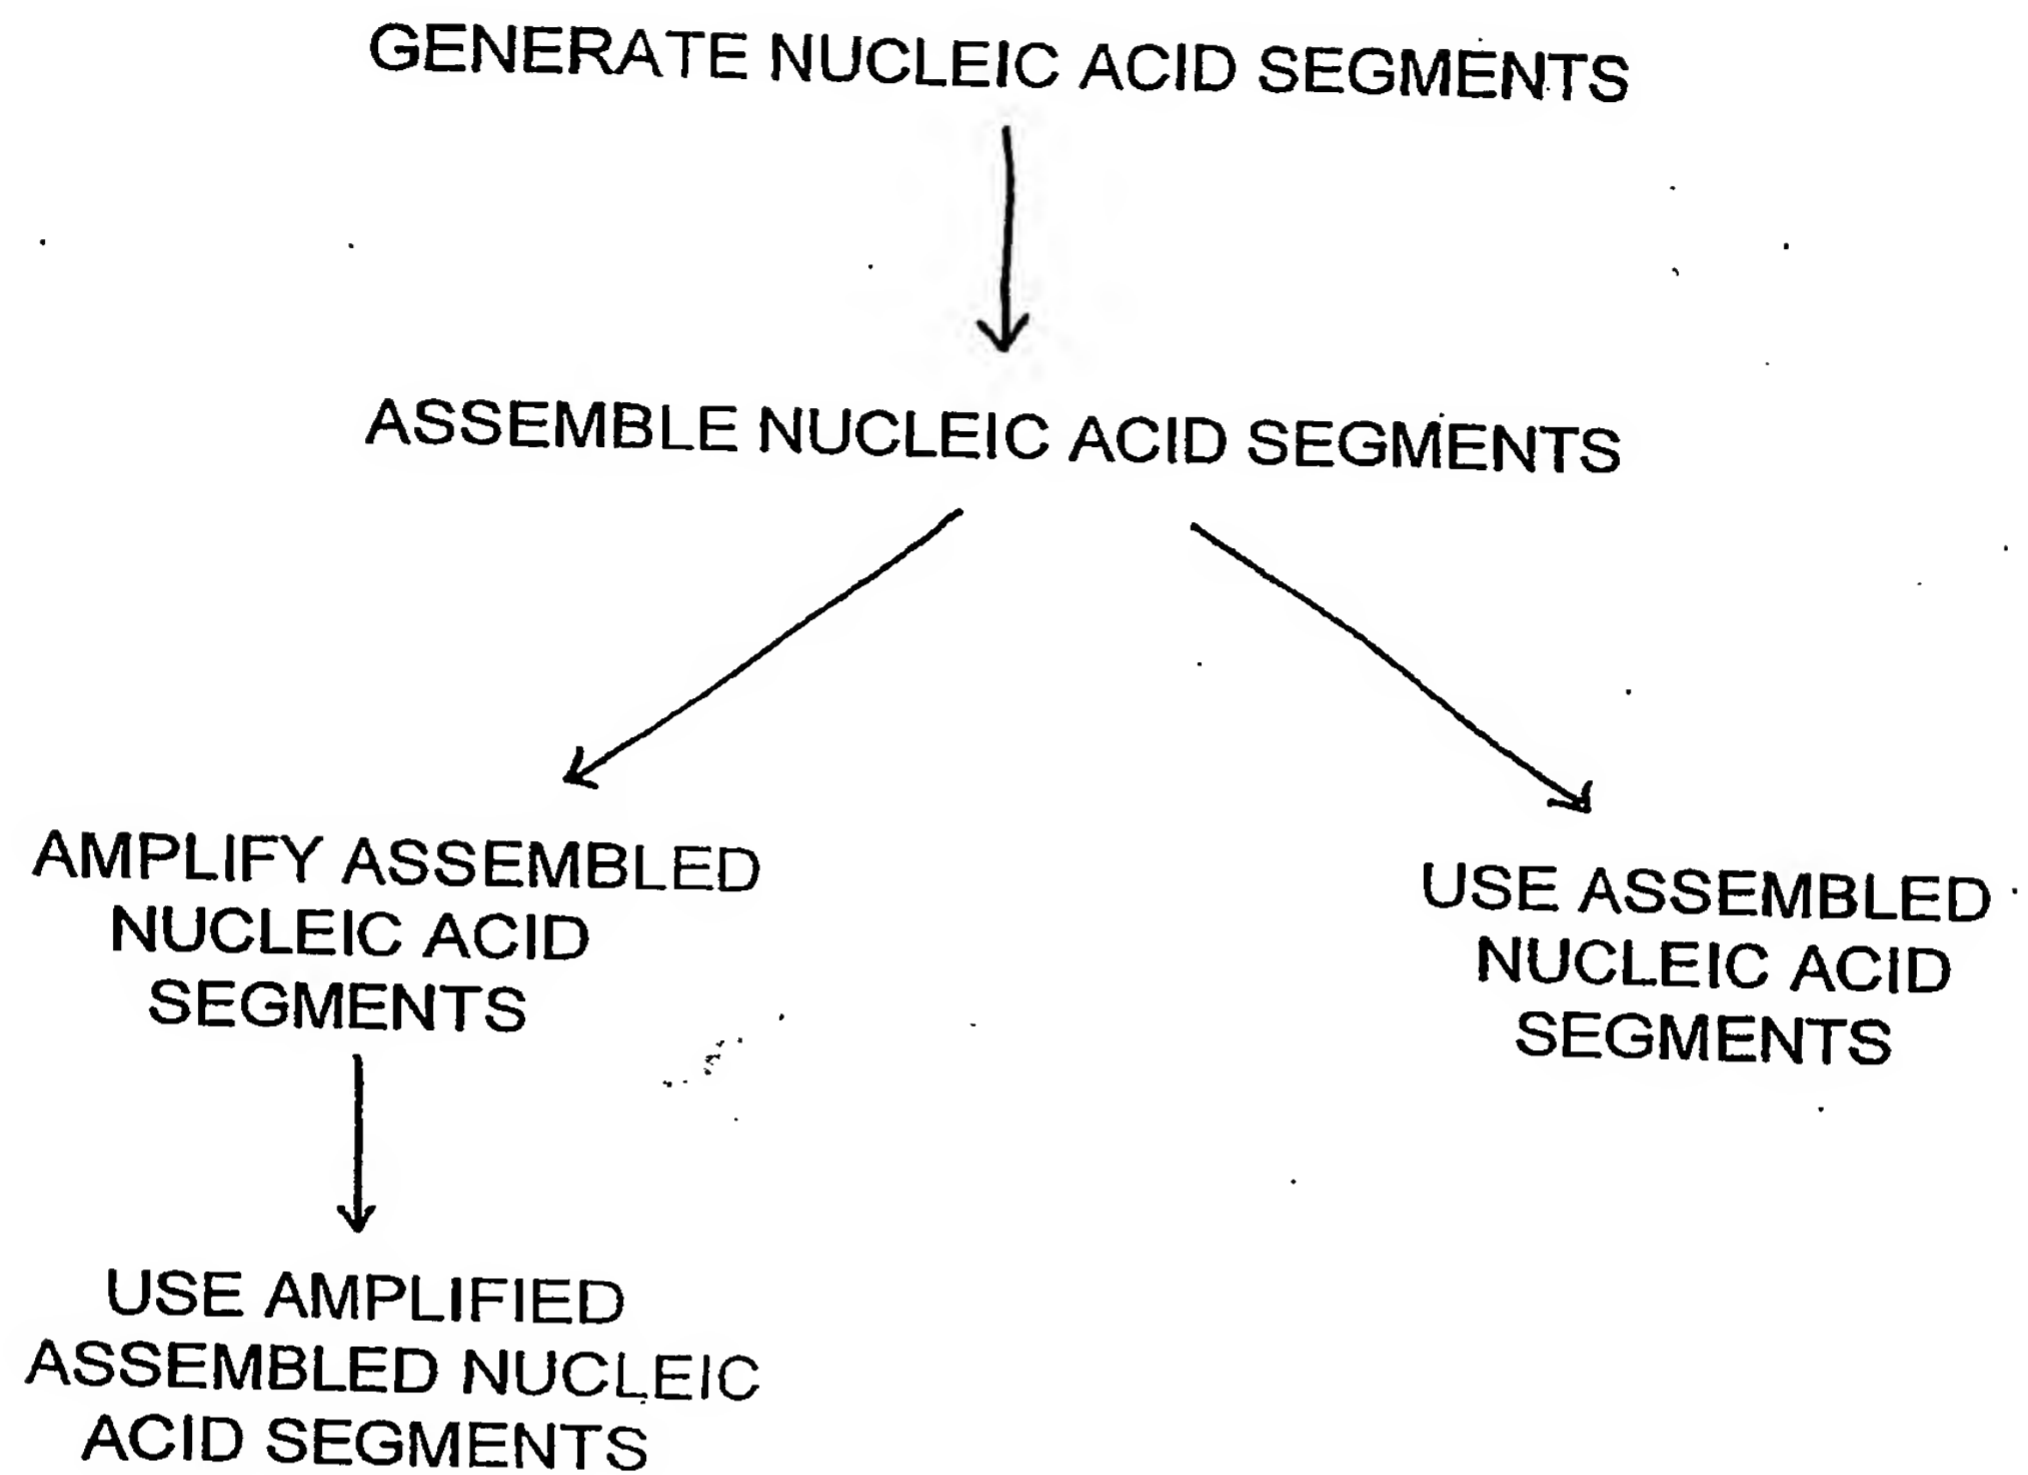 GENERATE NUCLEIC ACID SEGMENTS
ASSEMBLE NUCLEIC ACID SEGMENTS
AMPLIFY ASSEMBLED
NUCLEIC ACID
SEGMENTS
USE ASSEMBLED
NUCLEIC ACID
SEGMENTS
USE AMPLIFIED
ASSEMBLED NUCLEIC
ACID SEGMENTS